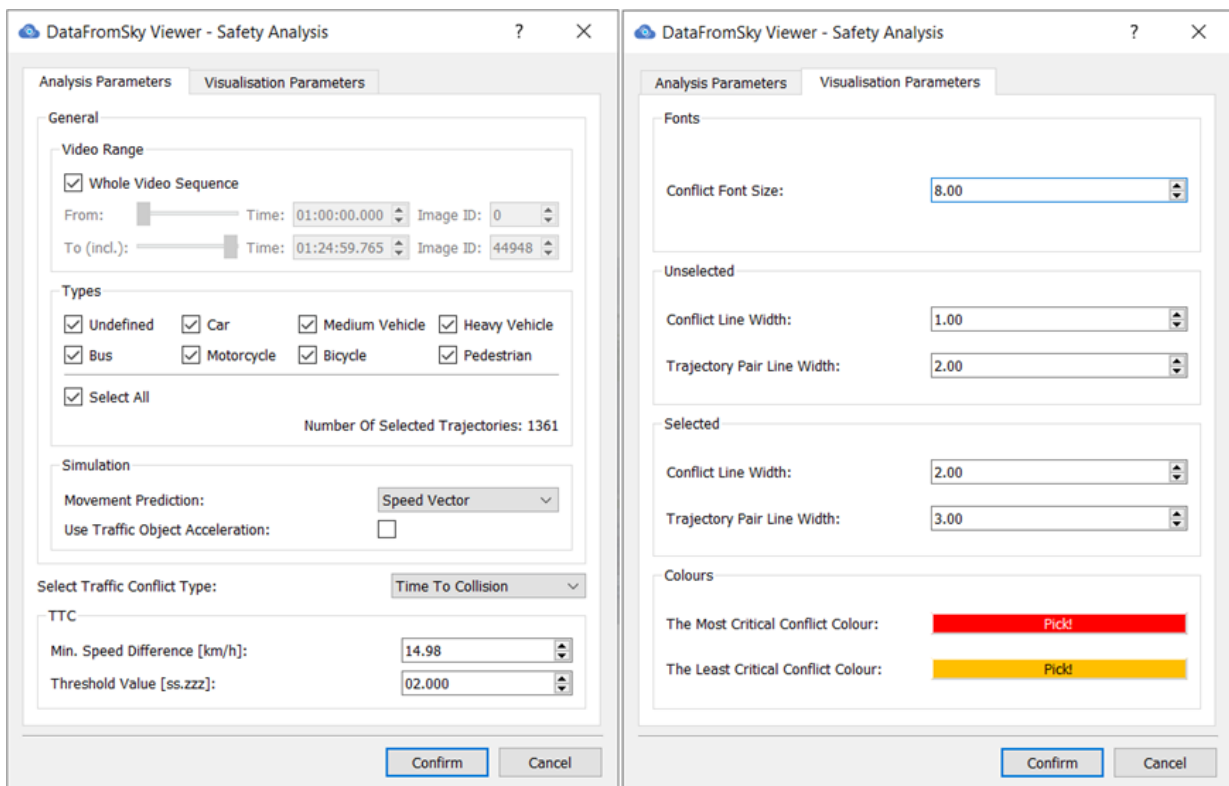 DataFromSky Viewer - Safety Analysis ?
Analysis Parameters Visualisation Parameters
General
Video Range
Whole Video Sequence
From: Time: 01:00:00.000 Image ID: 0
To (incl.): Time: 01:24:59.765 Image ID: 44948
Types
Undefined Car Medium Vehicle Heavy Vehicle
Bus Motorcycle Bicycle Pedestrian
Select All
Number Of Selected Trajectories: 1361
Simulation
Movement Prediction: Speed Vector
Use Traffic Object Acceleration:
Select Traffic Conflict Type: Time To Collision
TTC
Min. Speed Difference [km/h]: 14.98
Threshold Value [ss.zzz]: 02.000
Confirm Cancel
DataFromSky Viewer - Safety Analysis ?
Analysis Parameters Visualisation Parameters
Fonts
Conflict Font Size: 8.00
Unselected
Conflict Line Width: 1.00
Trajectory Pair Line Width: 2.00
Selected
Conflict Line Width: 2.00
Trajectory Pair Line Width: 3.00
Colours
The Most Critical Conflict Colour: Pick!
The Least Critical Conflict Colour: Pick!
Confirm Cancel